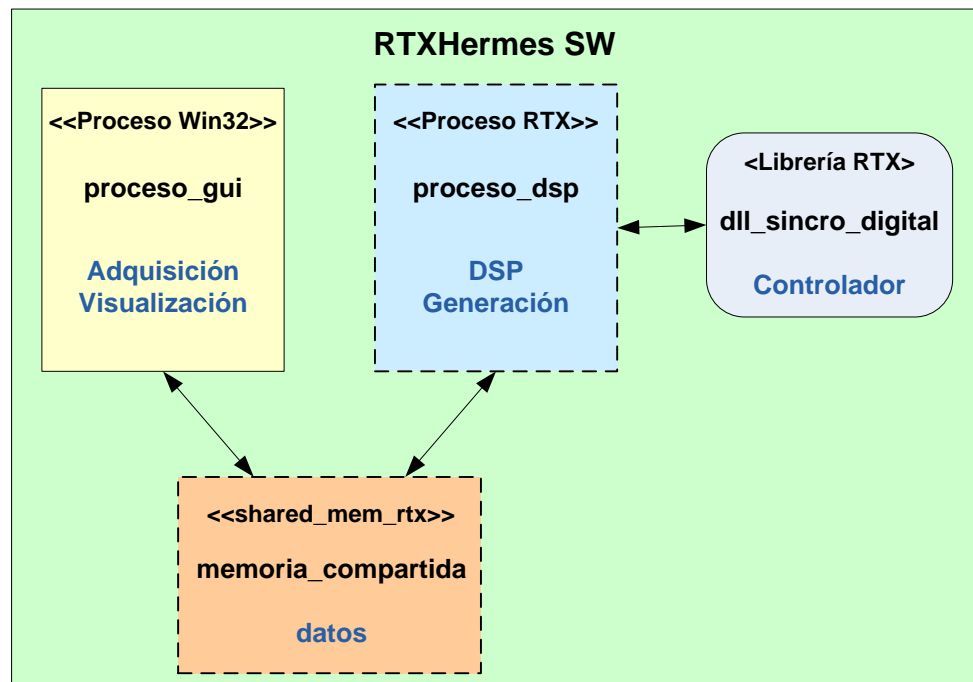 RTXHermes SW
<<Proceso Win32>>
proceso_gui
Adquisición
Visualización
<<Proceso RTX>>
proceso_dsp
DSP
Generación
<Librería RTX>
dll_sincro_digital
Controlador
<<shared_mem_rtx>>
memoria_compartida
datos